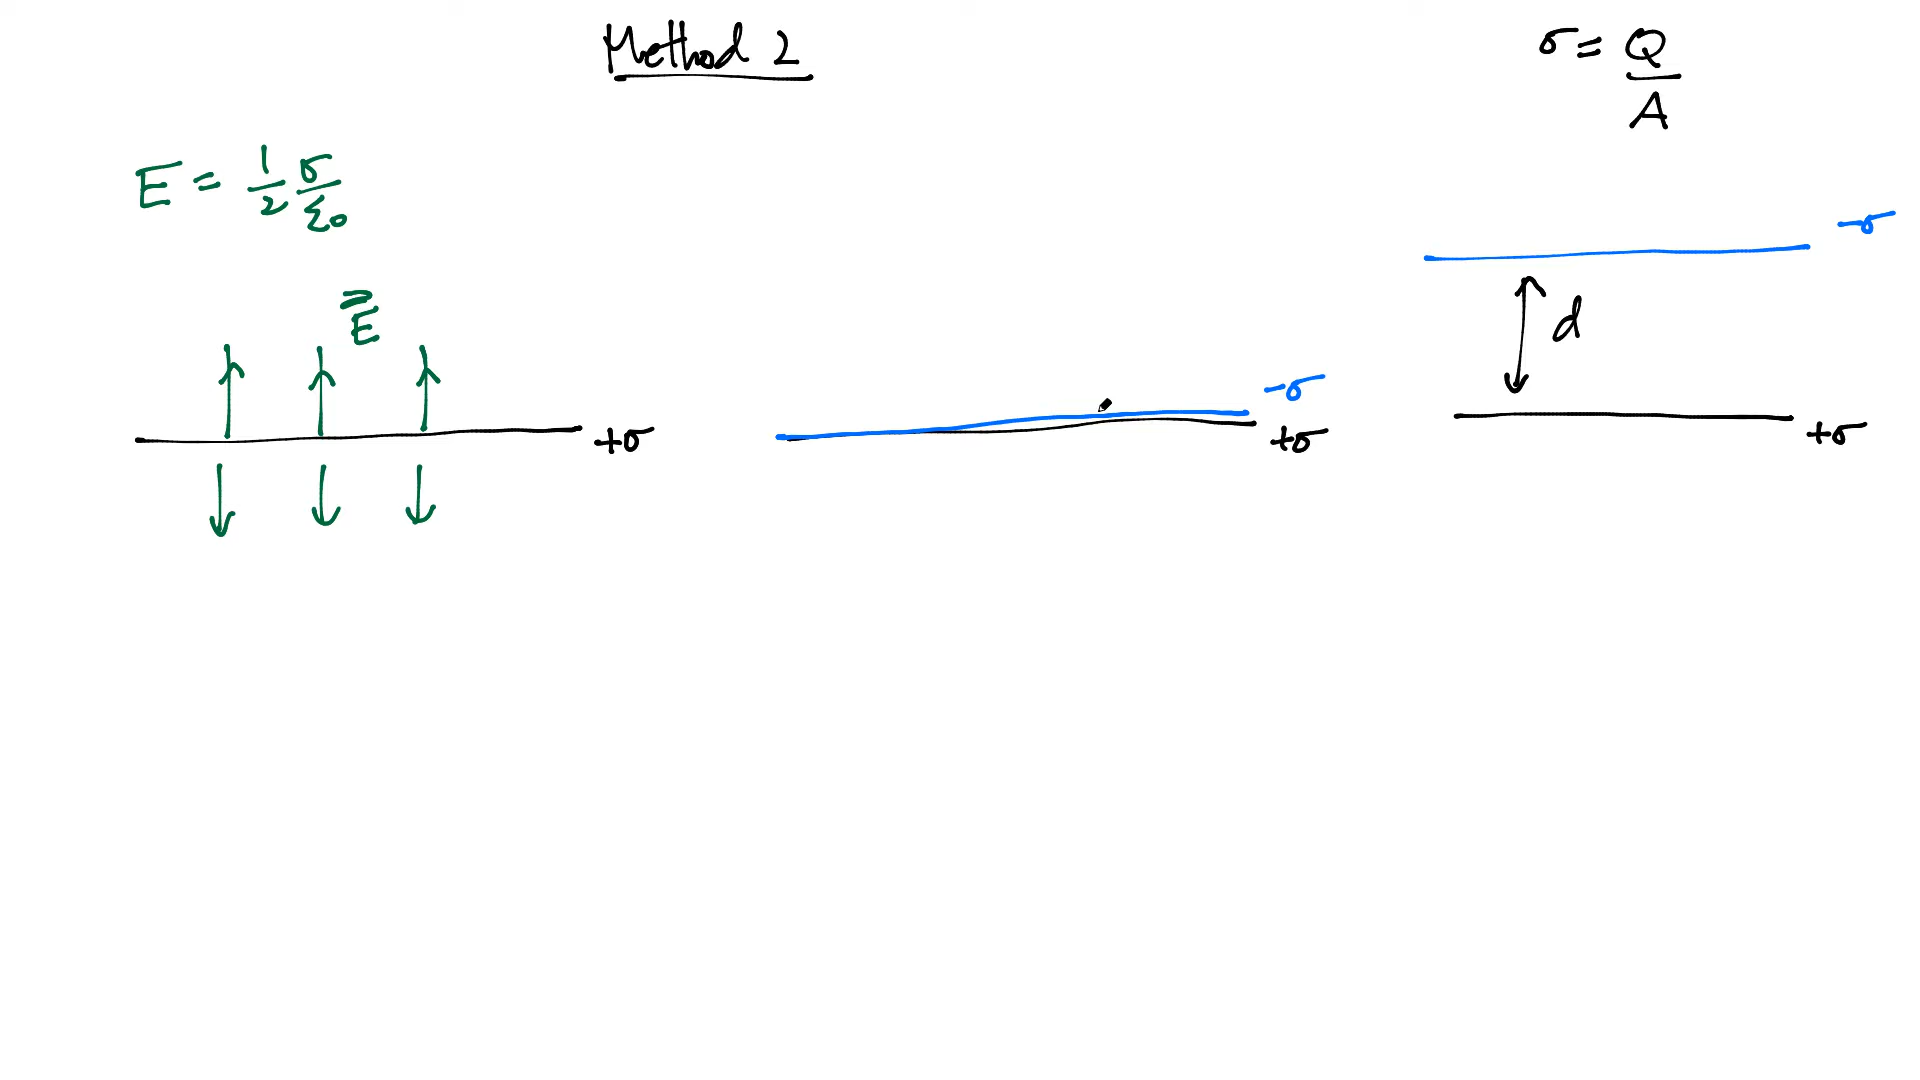 Method 2
σ = Q/A
E = 1/2 σ/ε₀
-σ
E
d
-σ
+σ
+σ
+σ